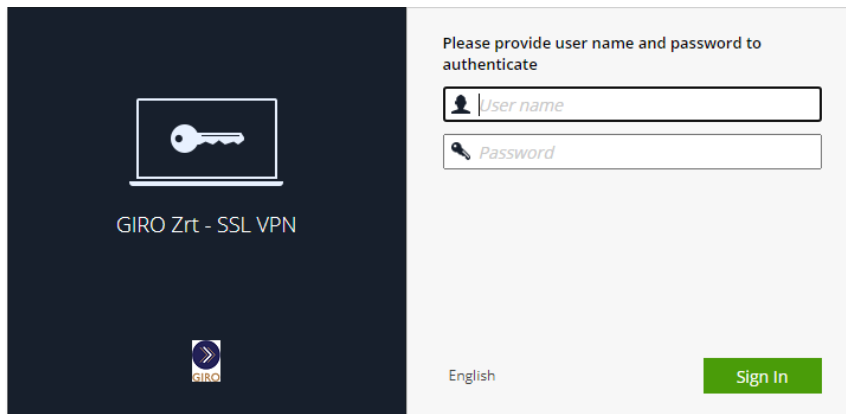 Please provide user name and password to
authenticate
User name
Password
GIRO Zrt - SSL VPN
GIRO
English
Sign In